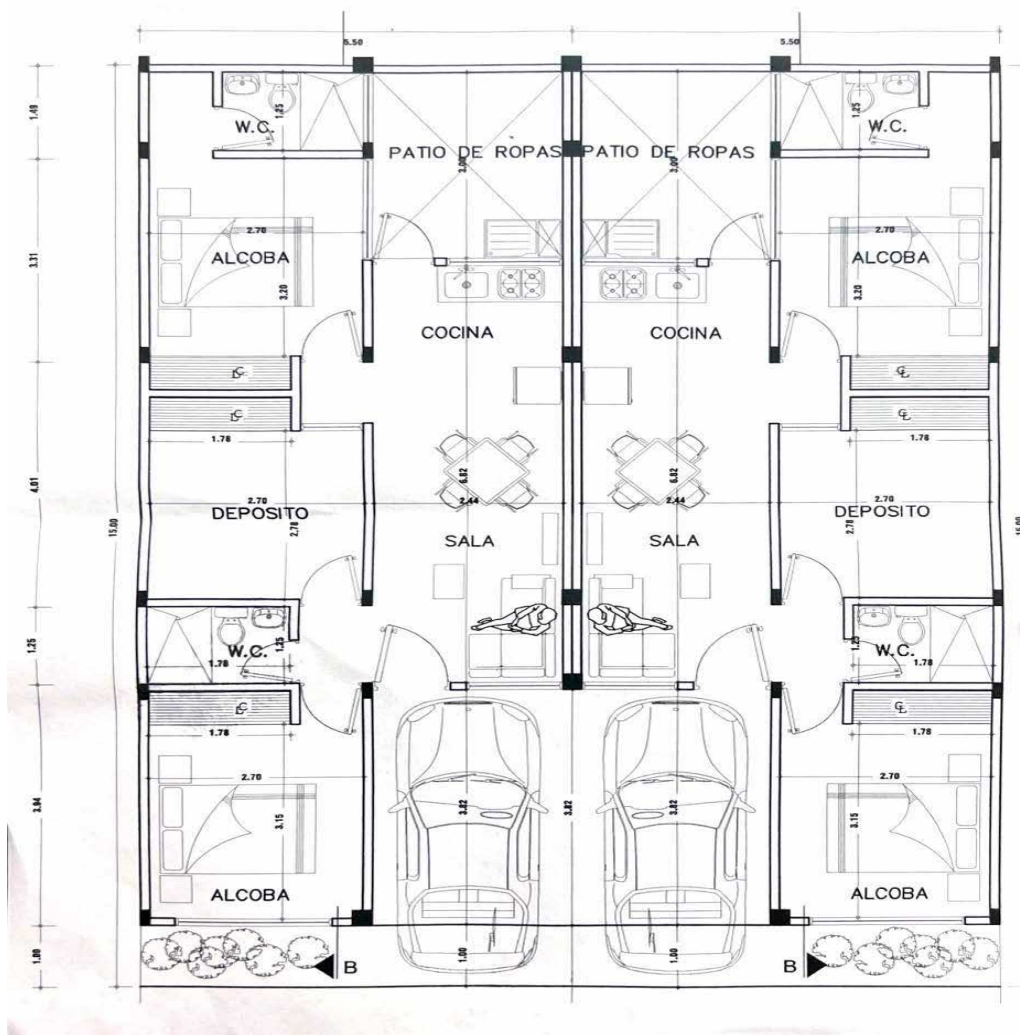 5.50 5.50
1.25 1.25
1.40
W.C. W.C.
PATIO DE ROPAS PATIO DE ROPAS
3.00 3.00
2.70 2.70
ALCOBA ALCOBA
3.31
3.20 3.20
COCINA COCINA
1.78 1.78
6.82 6.82
4.01
2.70 2.44 2.44 2.70
DEPOSITO DEPOSITO
15.00
2.78 2.78
SALA SALA
1.25
1.25 1.25
W.C. W.C.
1.78 1.78
1.78 1.78
2.70 2.70
3.94
3.15 3.82 3.82 3.82 3.15
ALCOBA ALCOBA
1.00 1.00 1.00
B B